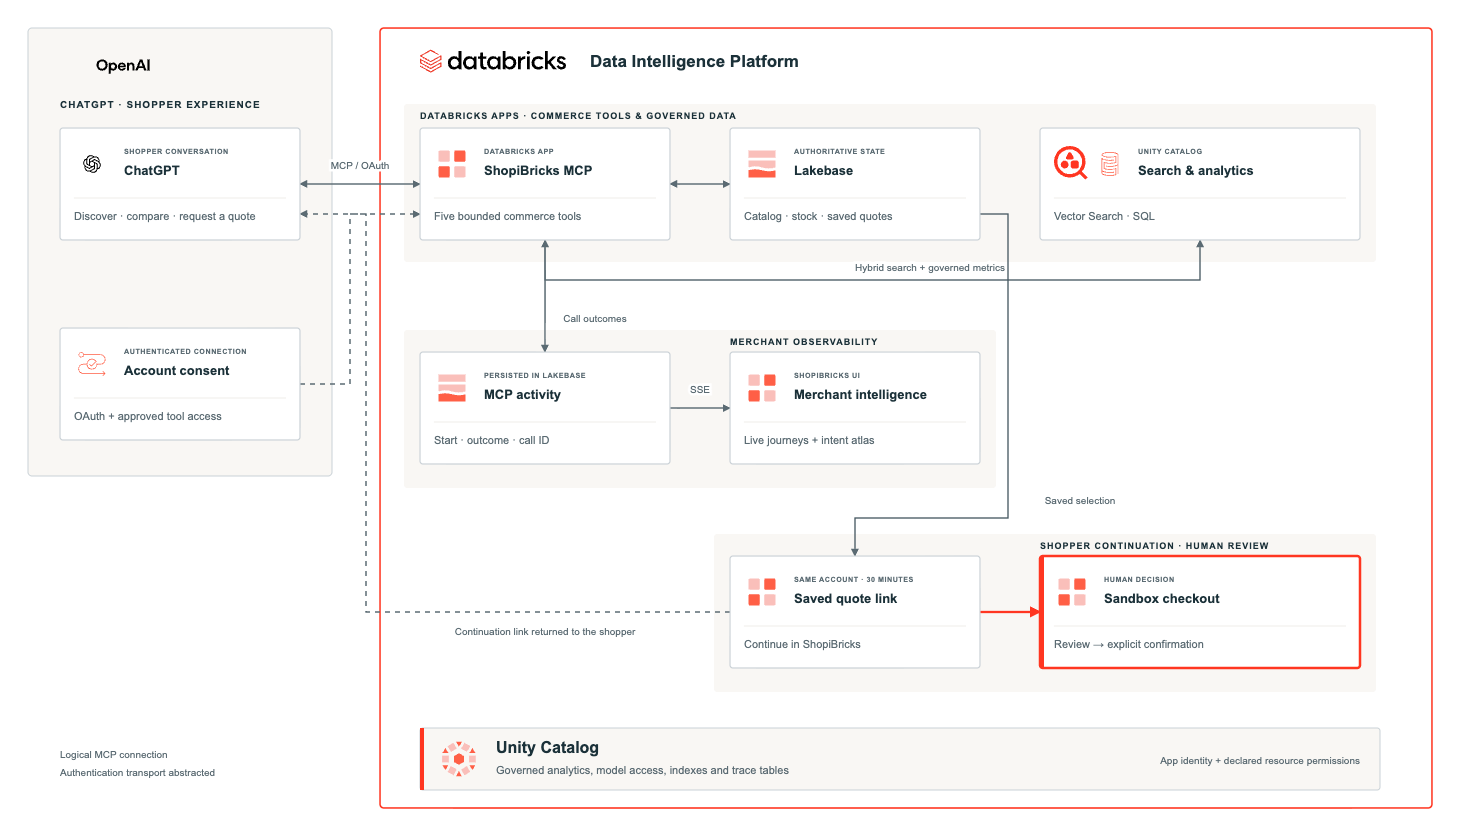 OpenAI
CHATGPT · SHOPPER EXPERIENCE
SHOPPER CONVERSATION
ChatGPT
Discover · compare · request a quote
AUTHENTICATED CONNECTION
Account consent
OAuth + approved tool access
MCP / OAuth
databricks
Data Intelligence Platform
DATABRICKS APPS · COMMERCE TOOLS & GOVERNED DATA
DATABRICKS APP
ShopiBricks MCP
Five bounded commerce tools
AUTHORITATIVE STATE
Lakebase
Catalog · stock · saved quotes
UNITY CATALOG
Search & analytics
Vector Search · SQL
Hybrid search + governed metrics
Call outcomes
MERCHANT OBSERVABILITY
PERSISTED IN LAKEBASE
MCP activity
Start · outcome · call ID
SSE
SHOPIBRICKS UI
Merchant intelligence
Live journeys + intent atlas
Saved selection
SHOPPER CONTINUATION · HUMAN REVIEW
SAME ACCOUNT · 30 MINUTES
Saved quote link
Continue in ShopiBricks
HUMAN DECISION
Sandbox checkout
Review → explicit confirmation
Continuation link returned to the shopper
Unity Catalog
Governed analytics, model access, indexes and trace tables
App identity + declared resource permissions
Logical MCP connection
Authentication transport abstracted